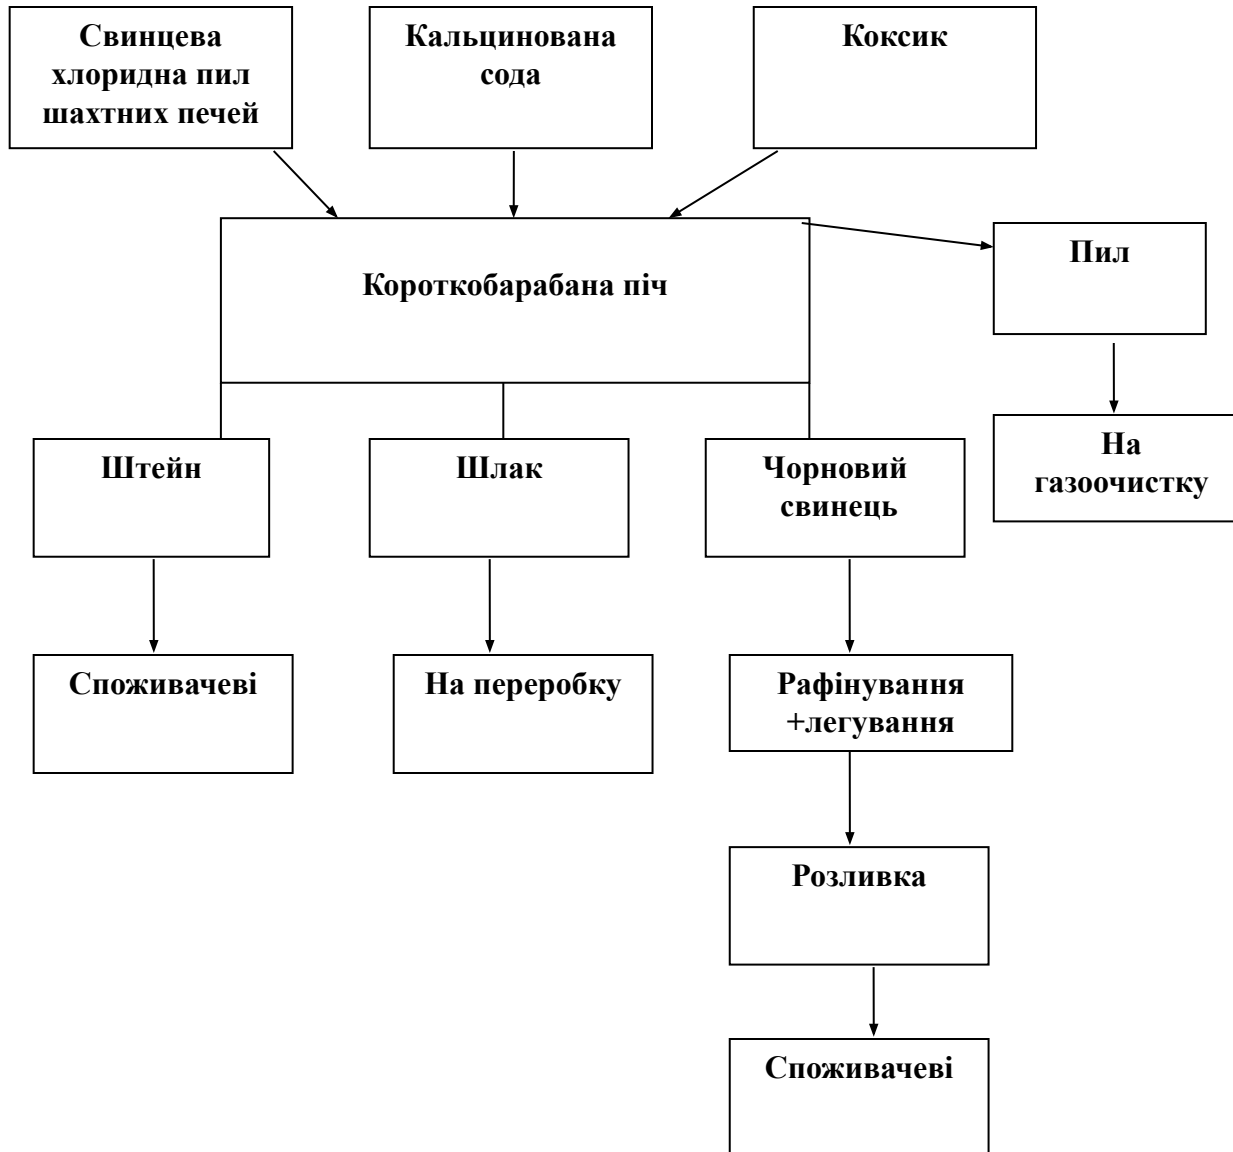 Свинцева
хлоридна пил
шахтних печей
Кальцинована
сода
Коксик
Короткобарабана піч
Пил
На
газоочистку
Штейн
Шлак
Чорновий
свинець
Споживачеві
На переробку
Рафінування
+легування
Розливка
Споживачеві